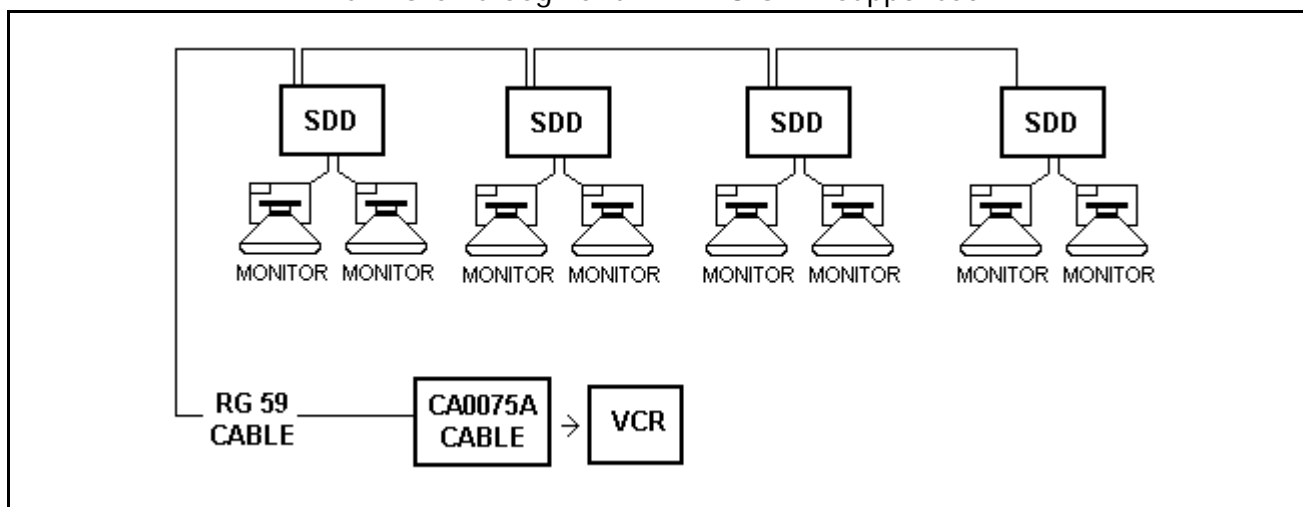 SDD SDD SDD SDD
MONITOR MONITOR MONITOR MONITOR MONITOR MONITOR MONITOR MONITOR
RG 59
CABLE
CA0075A
CABLE
VCR